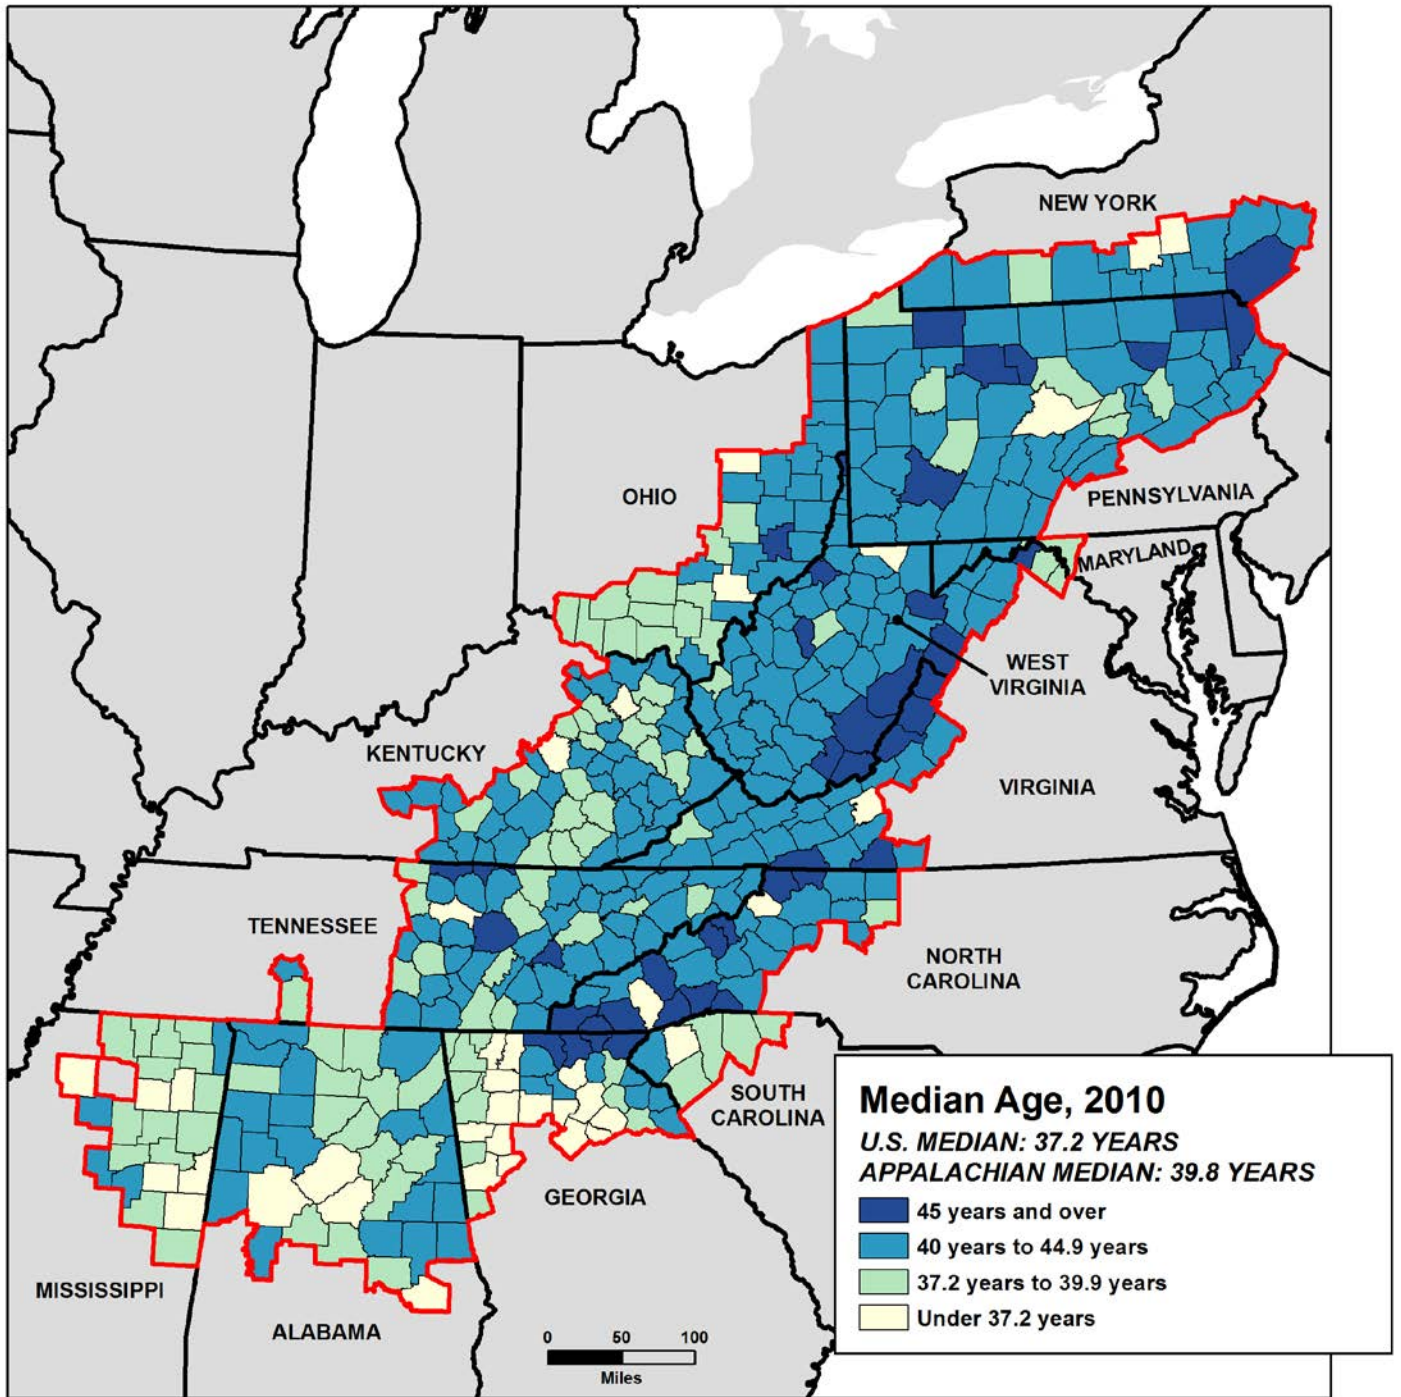 NEW YORK
OHIO
PENNSYLVANIA
MARYLAND
WEST
VIRGINIA
KENTUCKY
VIRGINIA
TENNESSEE
NORTH
CAROLINA
SOUTH
CAROLINA
GEORGIA
MISSISSIPPI
ALABAMA
0 50 100
Miles
Median Age, 2010
U.S. MEDIAN: 37.2 YEARS
APPALACHIAN MEDIAN: 39.8 YEARS
45 years and over
40 years to 44.9 years
37.2 years to 39.9 years
Under 37.2 years